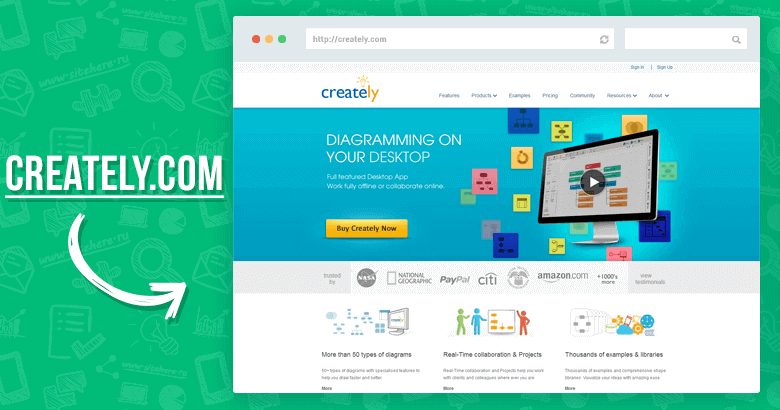 www.sitehere.ru
CREATELY.COM
http://creately.com
Sign In | Sign Up
creately
Features Products Examples Pricing Community Resources About
DIAGRAMMING ON
YOUR DESKTOP
Full featured Desktop App
Work fully offline or collaborate online.
Buy Creately Now
trusted
by
NASA
NATIONAL
GEOGRAPHIC
PayPal
citi
amazon.com
+1000's
more
view
testimonials
More than 50 types of diagrams
50+ types of diagrams with specialised features to
help you draw faster and better.
More
Real-Time collaboration & Projects
Real-Time collaboration and Projects help you work
with clients and colleagues where ever you are.
More
Thousands of examples & libraries
Thousands of examples and comprehensive shape
libraries. Visualize your ideas with amazing ease
More